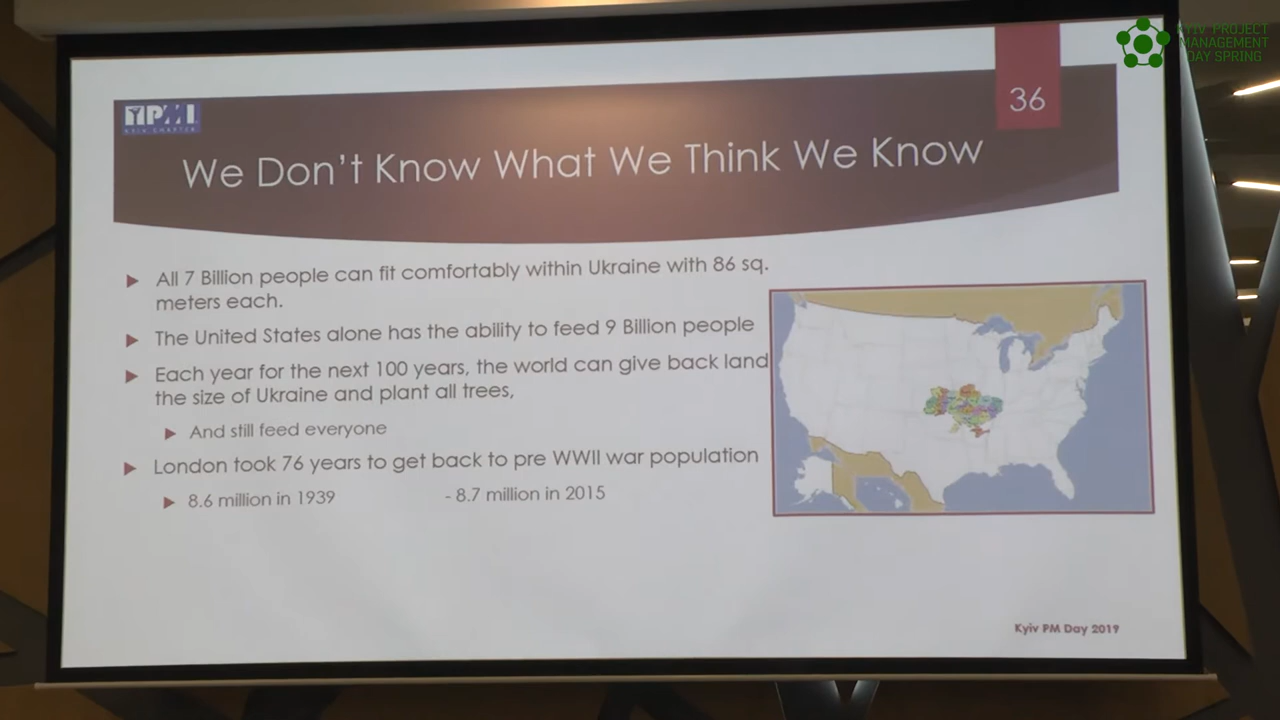 KYIV PROJECT
MANAGEMENT
DAY SPRING
36
PMI
KYIV CHAPTER
We Don't Know What We Think We Know
All 7 Billion people can fit comfortably within Ukraine with 86 sq.
meters each.
The United States alone has the ability to feed 9 Billion people
Each year for the next 100 years, the world can give back land
the size of Ukraine and plant all trees,
And still feed everyone
London took 76 years to get back to pre WWII war population
8.6 million in 1939 - 8.7 million in 2015
Kyiv PM Day 2019